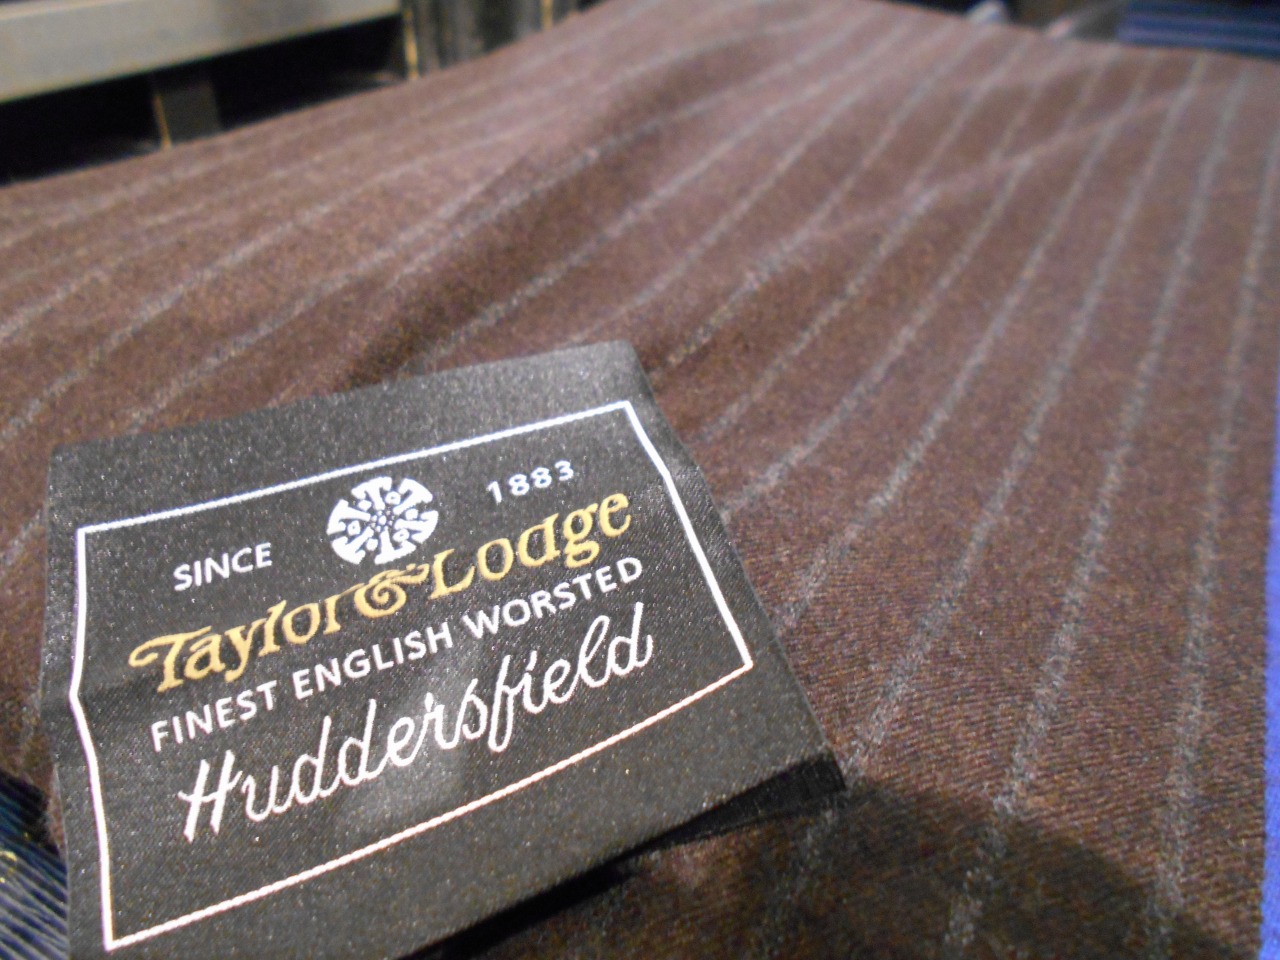 SINCE 1883
Taylor & Lodge
FINEST ENGLISH WORSTED
Huddersfield